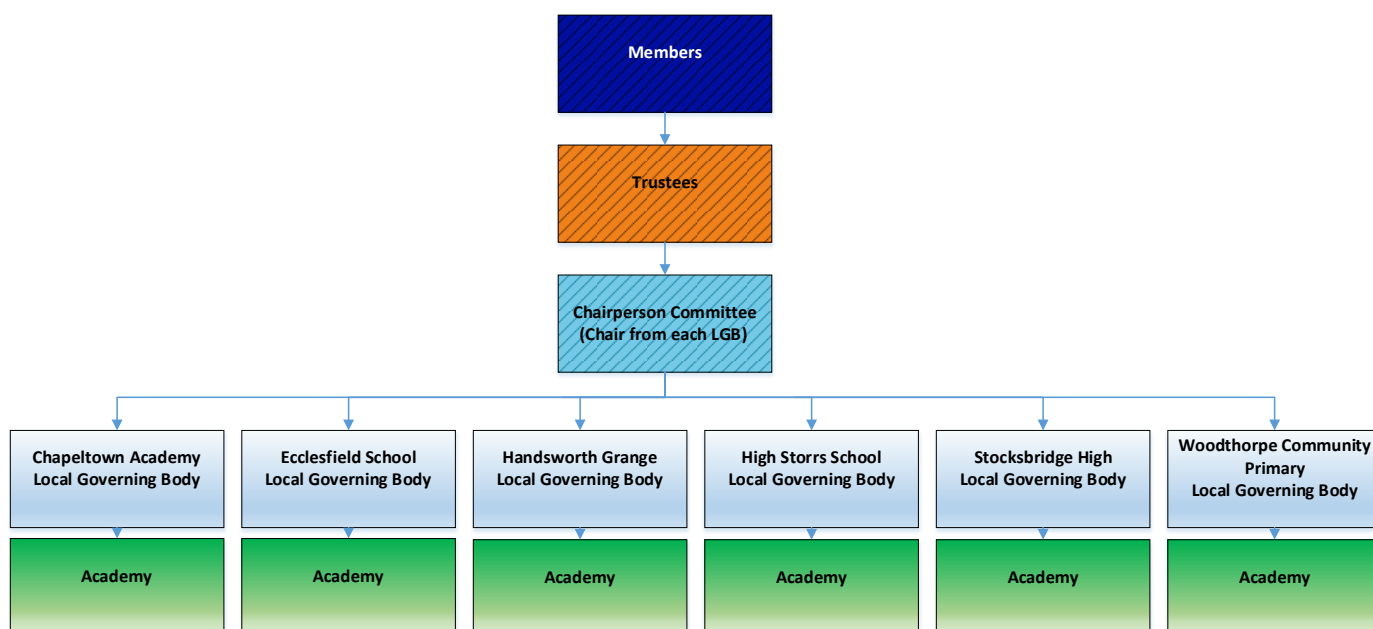 Members
Trustees
Chairperson Committee
(Chair from each LGB)
Chapeltown Academy
Local Governing Body
Ecclesfield School
Local Governing Body
Handsworth Grange
Local Governing Body
High Storrs School
Local Governing Body
Stocksbridge High
Local Governing Body
Woodthorpe Community
Primary
Local Governing Body
Academy
Academy
Academy
Academy
Academy
Academy